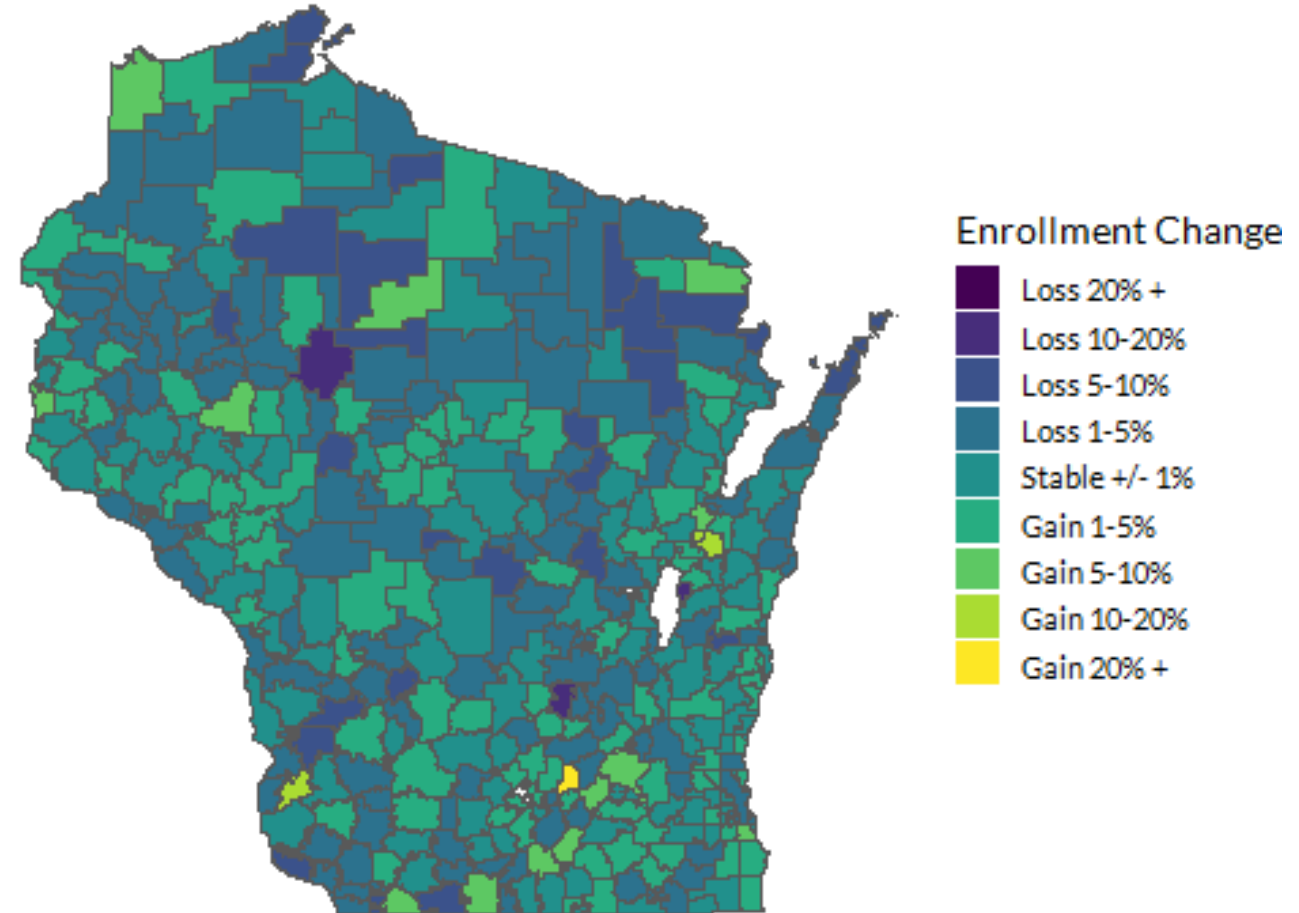 Enrollment Change
Loss 20% +
Loss 10-20%
Loss 5-10%
Loss 1-5%
Stable +/- 1%
Gain 1-5%
Gain 5-10%
Gain 10-20%
Gain 20% +